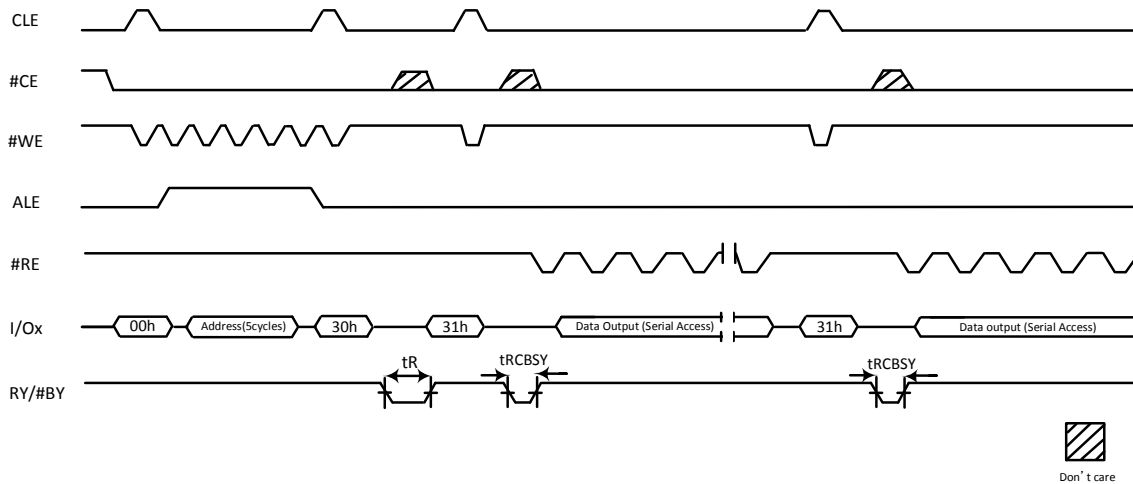 CLE
#CE
#WE
ALE
#RE
I/Ox
00h
Address(5cycles)
30h
31h
Data Output (Serial Access)
31h
Data output (Serial Access)
tR
tRCBSY
tRCBSY
RY/#BY
Don't care